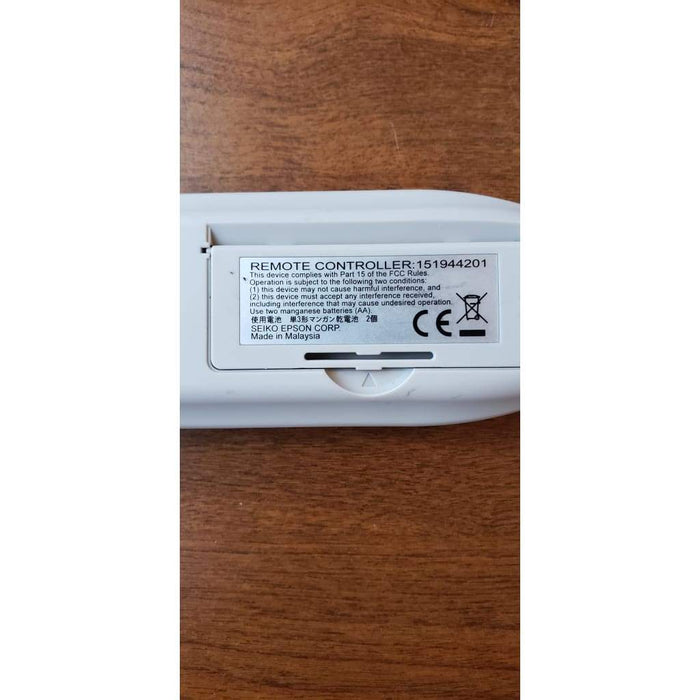 REMOTE CONTROLLER:151944201
This device complies with Part 15 of the FCC Rules.
Operation is subject to the following two conditions:
(1) this device may not cause harmful interference, and
(2) this device must accept any interference received,
including interference that may cause undesired operation.
Use two manganese batteries (AA).
使用電池 単3形マンガン乾電池 2個
SEIKO EPSON CORP.
Made in Malaysia
CE